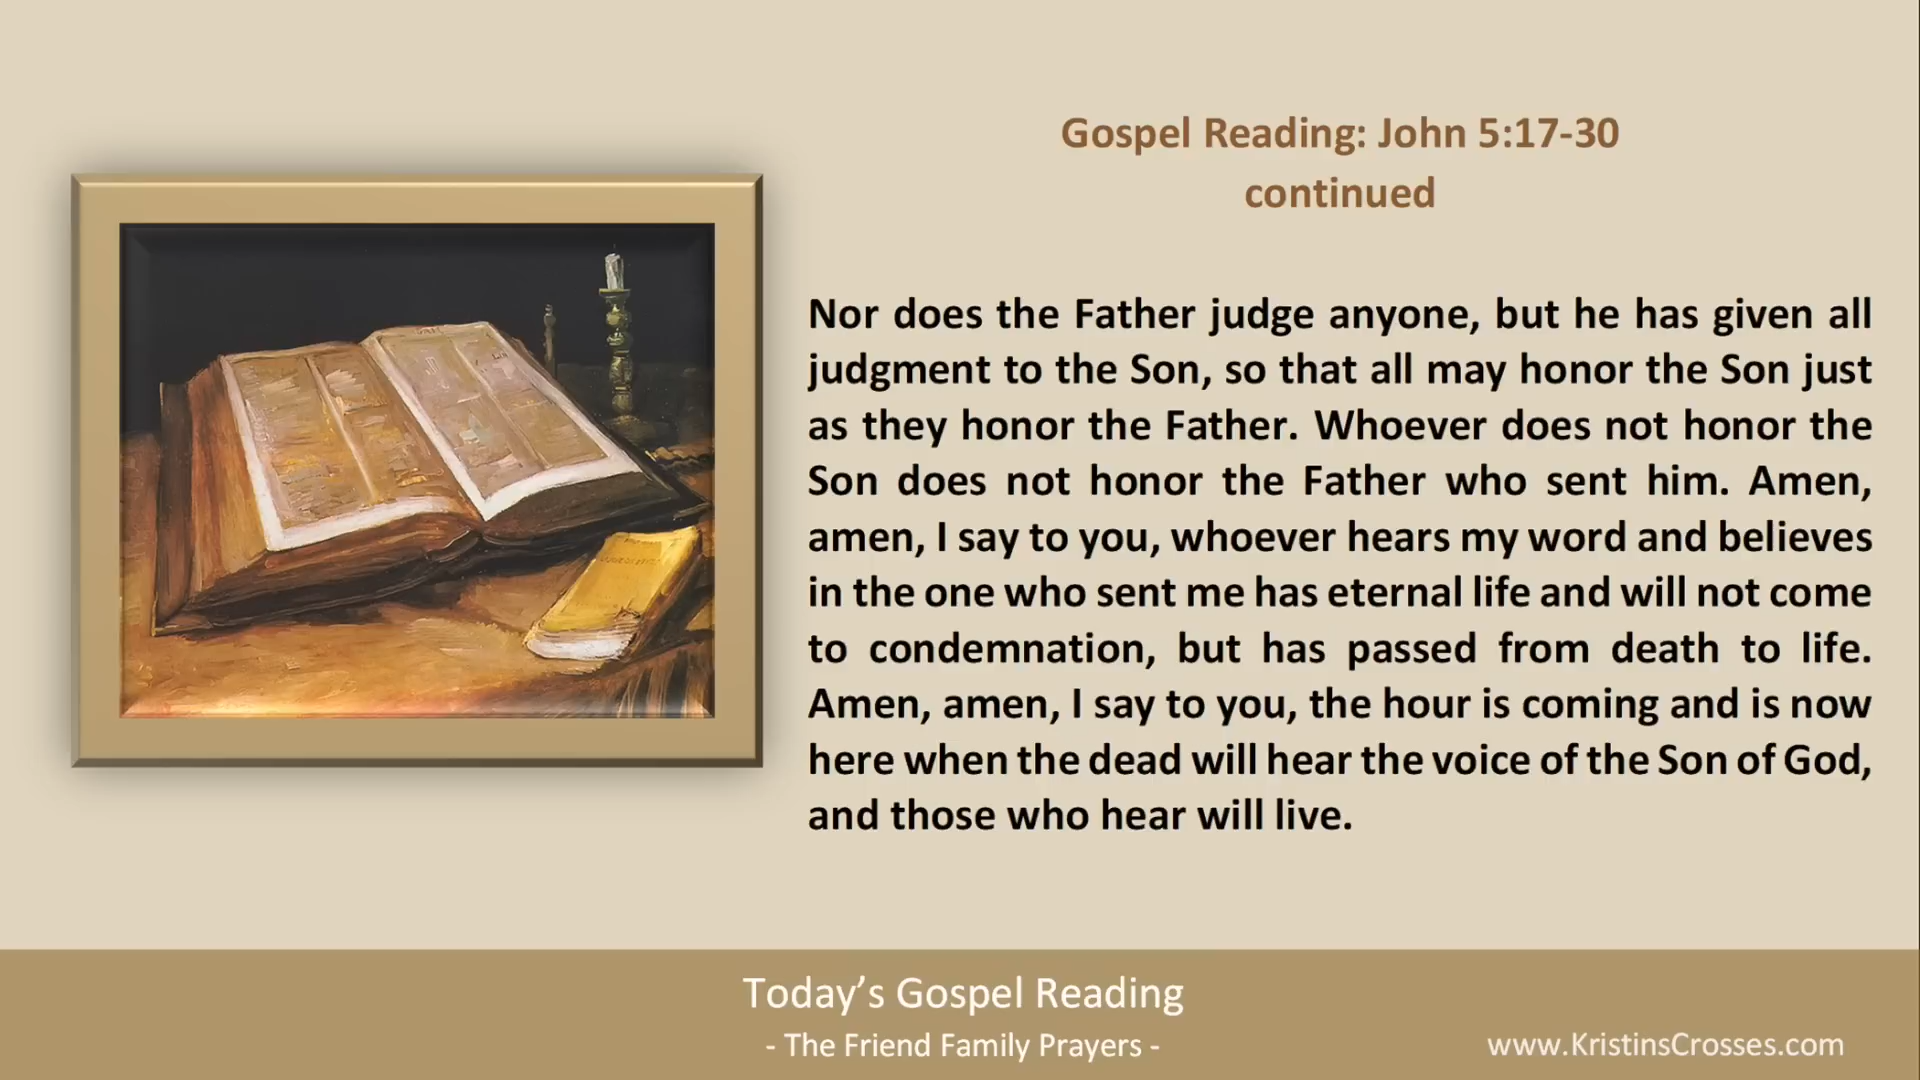 Gospel Reading: John 5:17-30
continued
Nor does the Father judge anyone, but he has given all
judgment to the Son, so that all may honor the Son just
as they honor the Father. Whoever does not honor the
Son does not honor the Father who sent him. Amen,
amen, I say to you, whoever hears my word and believes
in the one who sent me has eternal life and will not come
to condemnation, but has passed from death to life.
Amen, amen, I say to you, the hour is coming and is now
here when the dead will hear the voice of the Son of God,
and those who hear will live.
Today’s Gospel Reading
- The Friend Family Prayers -
www.KristinsCrosses.com